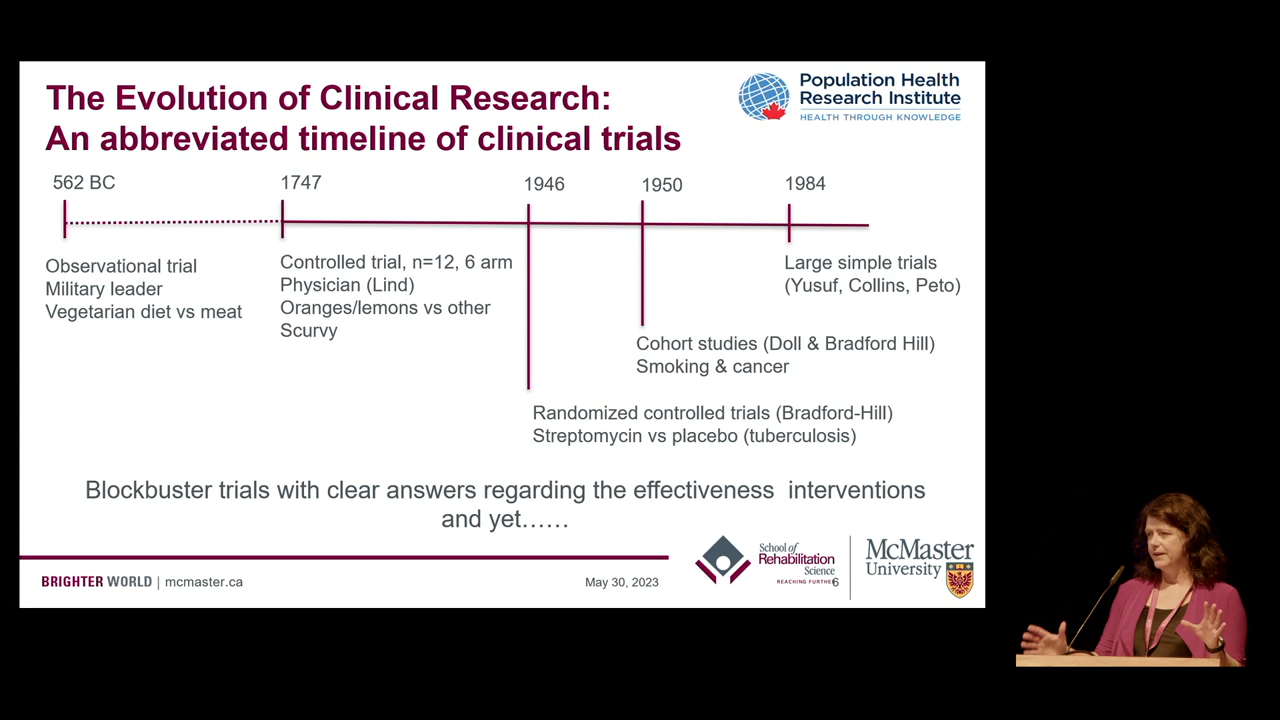 The Evolution of Clinical Research:
An abbreviated timeline of clinical trials
Population Health
Research Institute
HEALTH THROUGH KNOWLEDGE
562 BC
1747
1946
1950
1984
Observational trial
Military leader
Vegetarian diet vs meat
Controlled trial, n=12, 6 arm
Physician (Lind)
Oranges/lemons vs other
Scurvy
Large simple trials
(Yusuf, Collins, Peto)
Cohort studies (Doll & Bradford Hill)
Smoking & cancer
Randomized controlled trials (Bradford-Hill)
Streptomycin vs placebo (tuberculosis)
Blockbuster trials with clear answers regarding the effectiveness interventions
and yet......
BRIGHTER WORLD | mcmaster.ca
May 30, 2023
School of
Rehabilitation
Science
REACHING FURTHER
6
McMaster
University